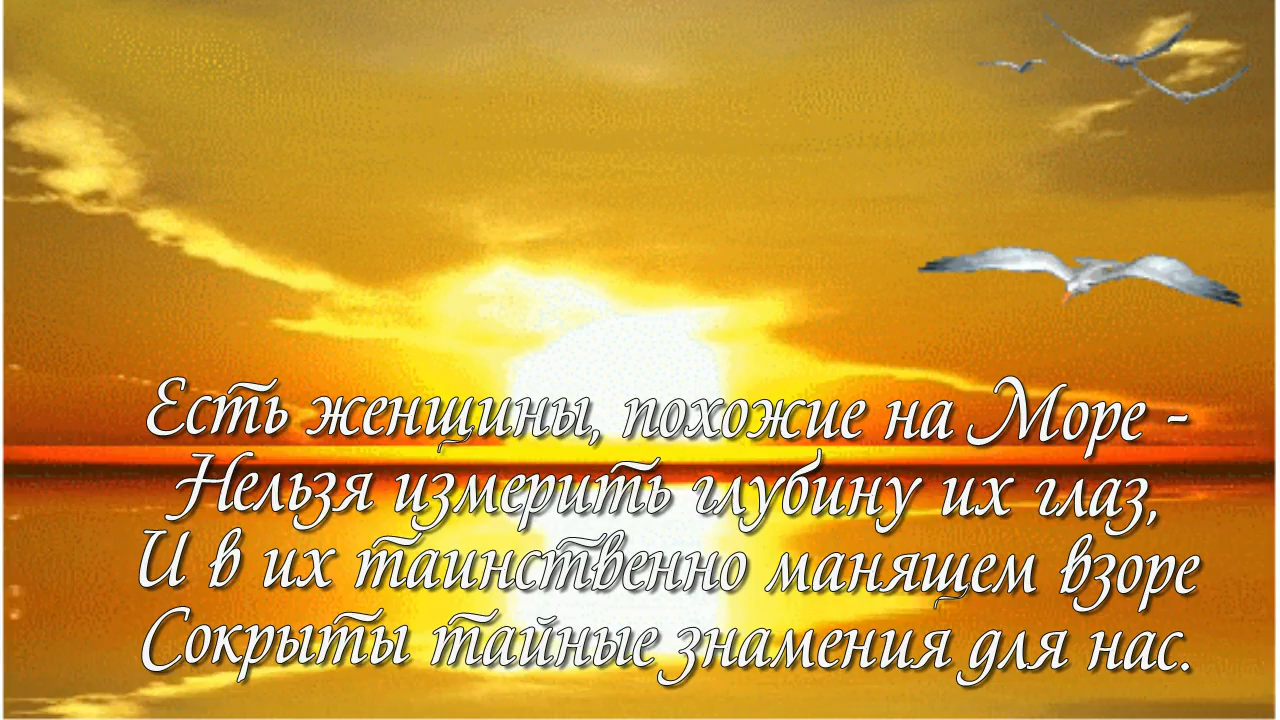 Есть женщины, похожие на Море -
Нельзя измерить глубину их глаз,
И в их таинственно манящем взоре
Сокрыты тайные знамения для нас.